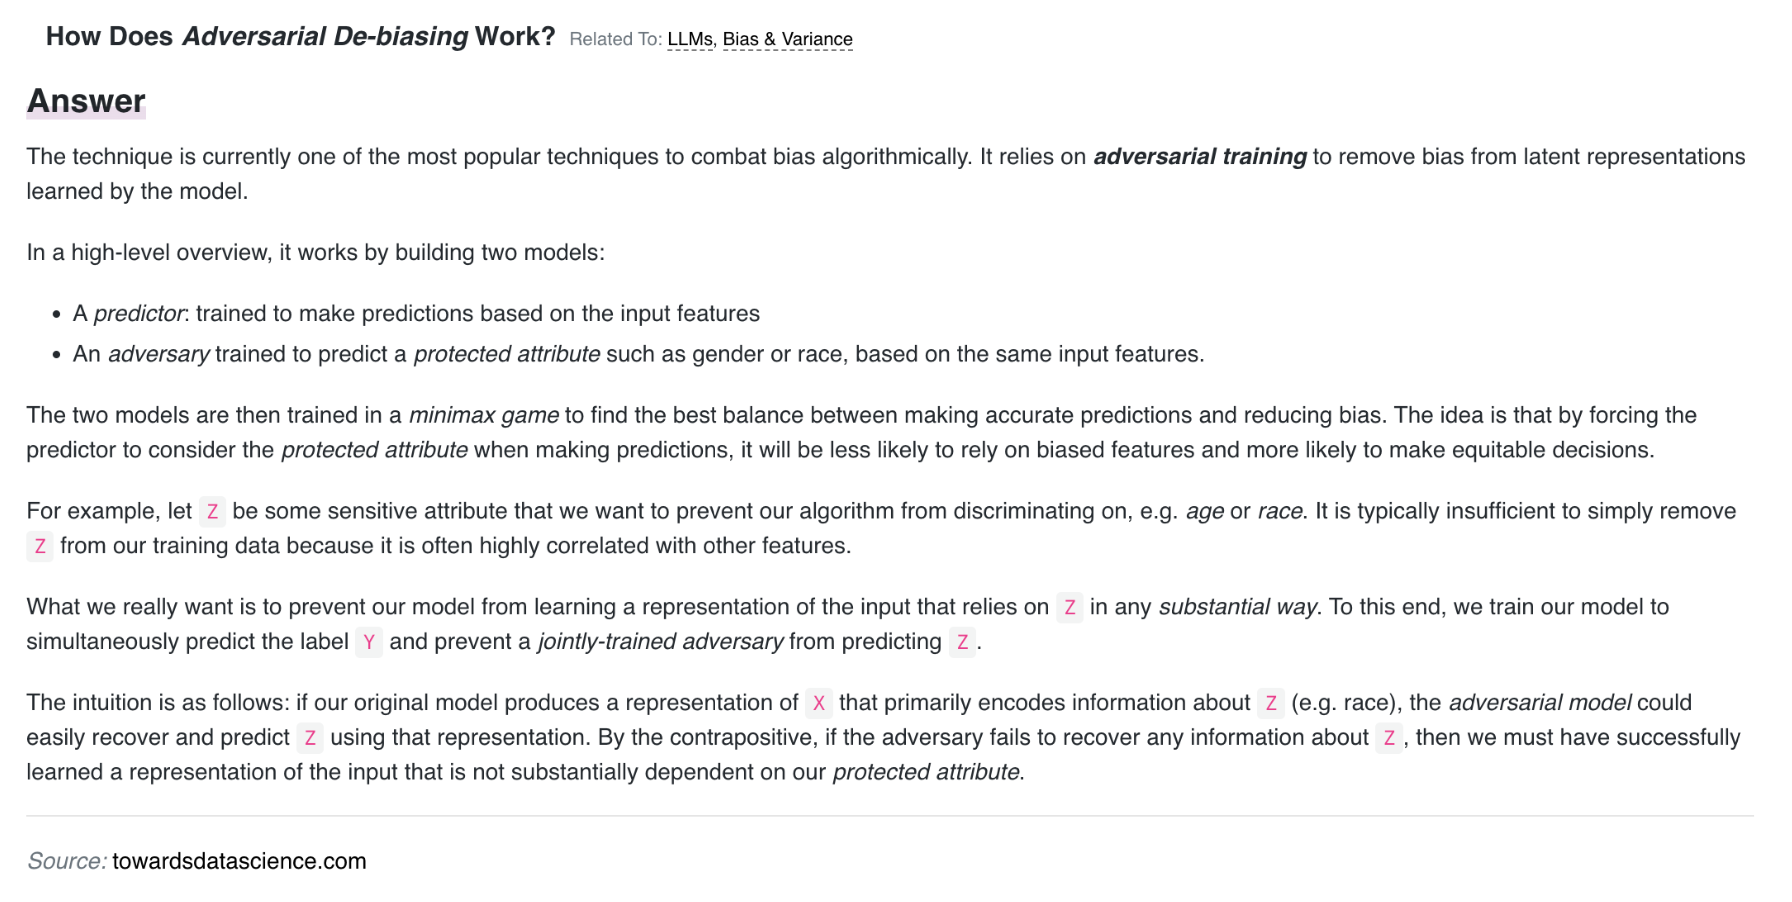 How Does Adversarial De-biasing Work? Related To: LLMs, Bias & Variance
Answer
The technique is currently one of the most popular techniques to combat bias algorithmically. It relies on adversarial training to remove bias from latent representations
learned by the model.
In a high-level overview, it works by building two models:
• A predictor: trained to make predictions based on the input features
• An adversary trained to predict a protected attribute such as gender or race, based on the same input features.
The two models are then trained in a minimax game to find the best balance between making accurate predictions and reducing bias. The idea is that by forcing the
predictor to consider the protected attribute when making predictions, it will be less likely to rely on biased features and more likely to make equitable decisions.
For example, let Z be some sensitive attribute that we want to prevent our algorithm from discriminating on, e.g. age or race. It is typically insufficient to simply remove
Z from our training data because it is often highly correlated with other features.
What we really want is to prevent our model from learning a representation of the input that relies on Z in any substantial way. To this end, we train our model to
simultaneously predict the label Y and prevent a jointly-trained adversary from predicting Z .
The intuition is as follows: if our original model produces a representation of X that primarily encodes information about Z (e.g. race), the adversarial model could
easily recover and predict Z using that representation. By the contrapositive, if the adversary fails to recover any information about Z , then we must have successfully
learned a representation of the input that is not substantially dependent on our protected attribute.
Source: towardsdatascience.com